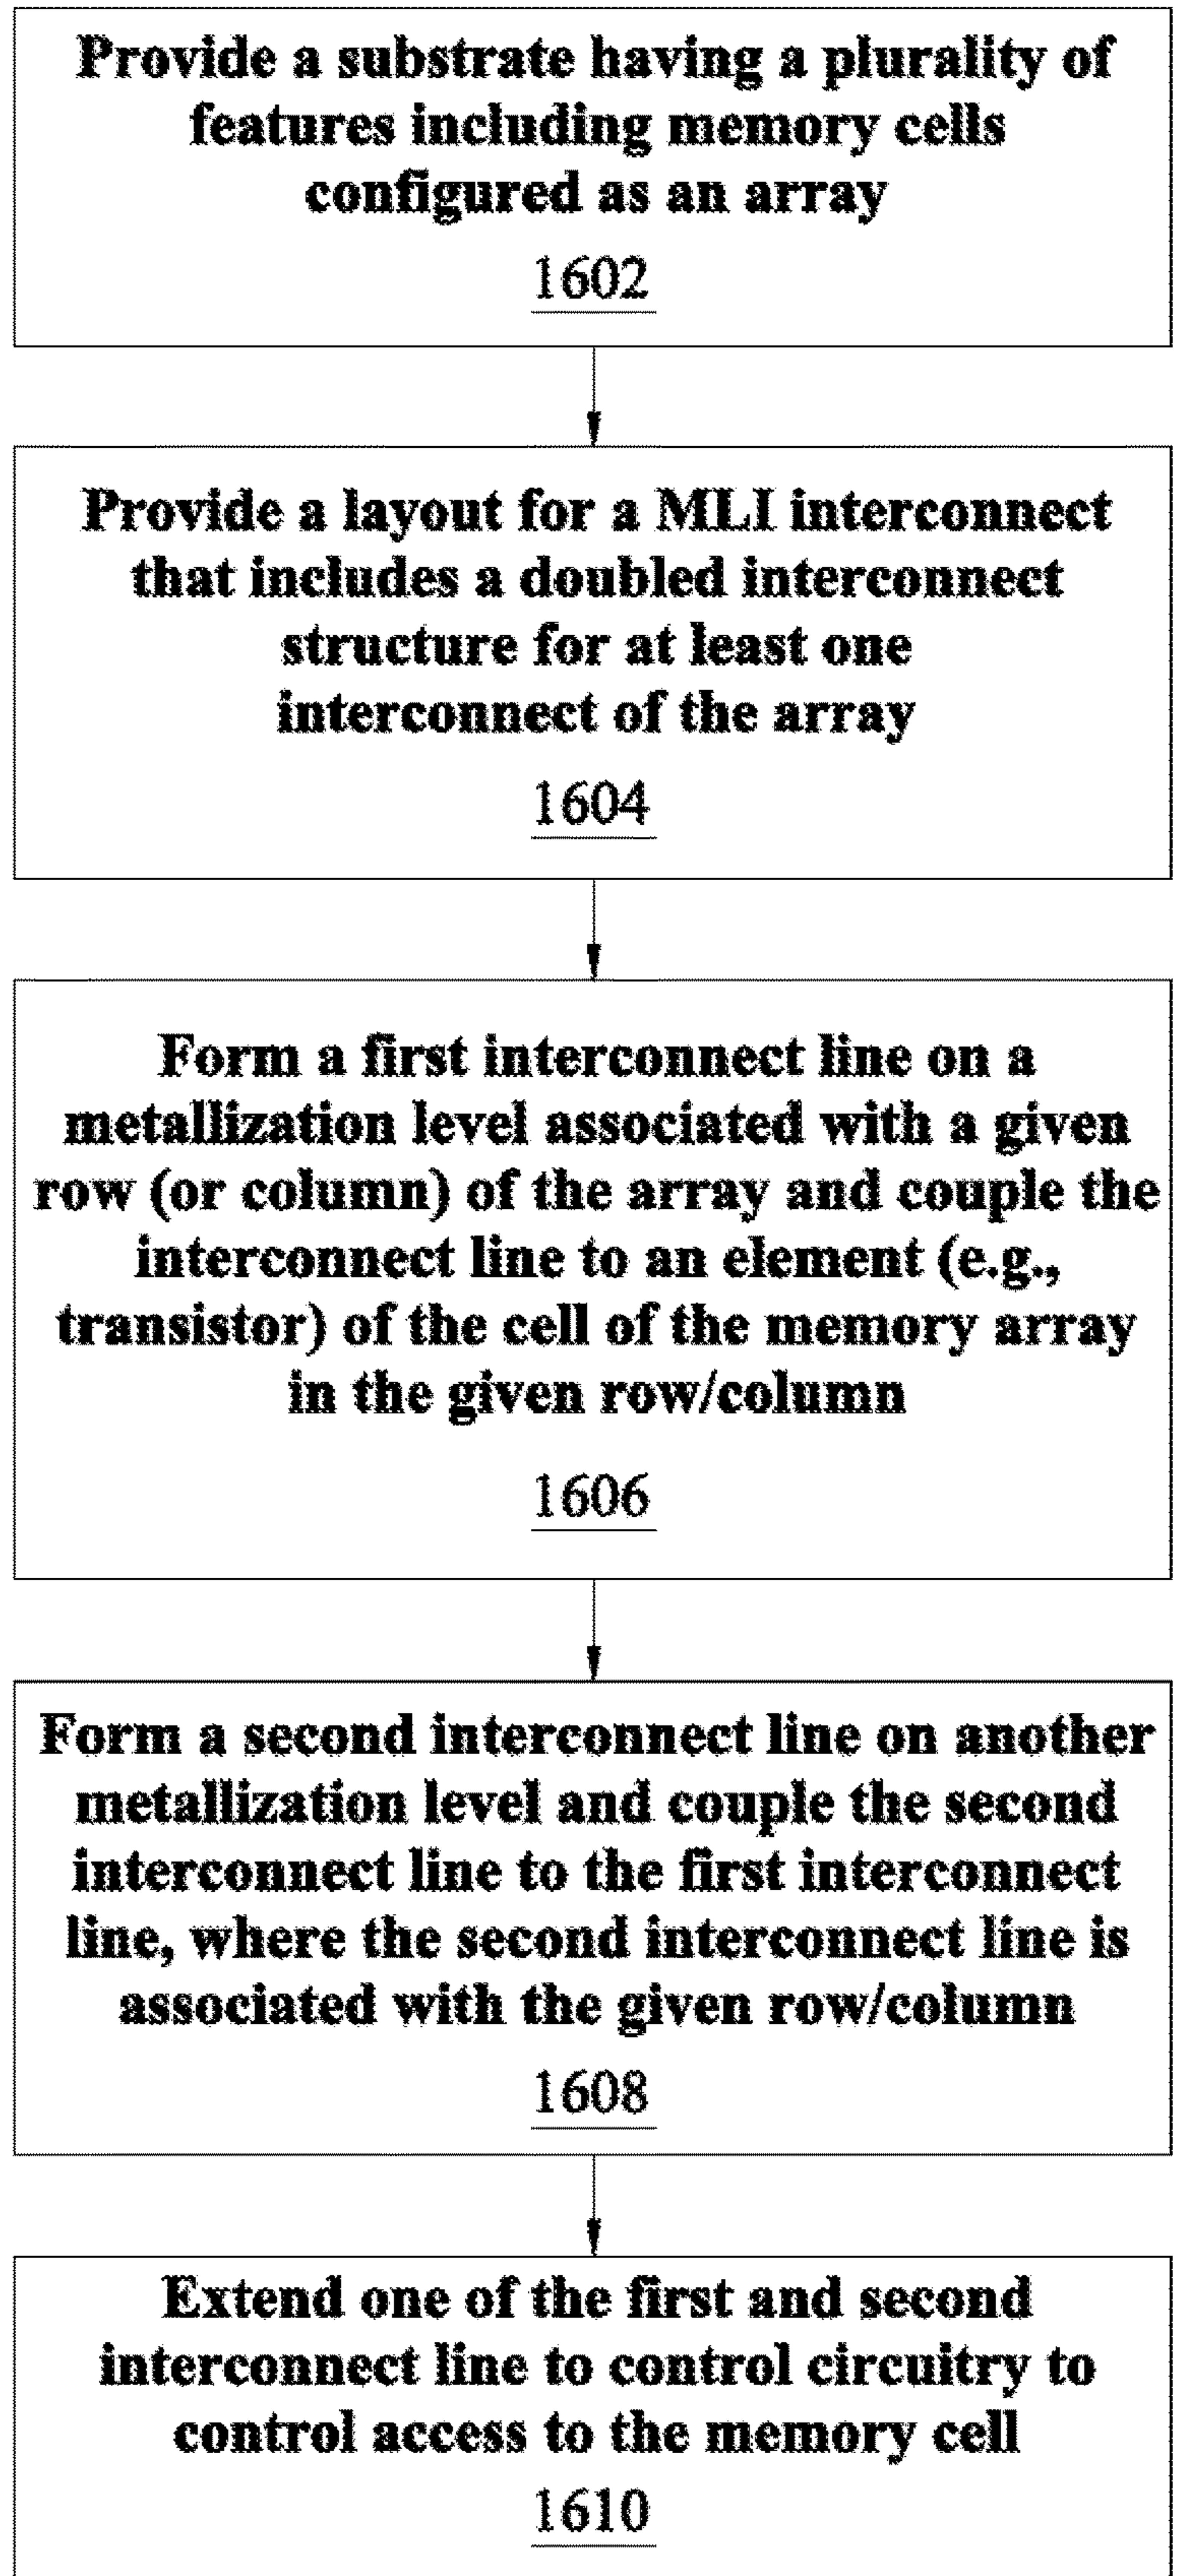 Provide a substrate having a plurality of
features including memory cells
configured as an array
1602
Provide a layout for a MLI interconnect
that includes a doubled interconnect
structure for at least one
interconnect of the array
1604
Form a first interconnect line on a
metallization level associated with a given
row (or column) of the array and couple the
interconnect line to an element (e.g.,
transistor) of the cell of the memory array
in the given row/column
1606
Form a second interconnect line on another
metallization level and couple the second
interconnect line to the first interconnect
line, where the second interconnect line is
associated with the given row/column
1608
Extend one of the first and second
interconnect line to control circuitry to
control access to the memory cell
1610